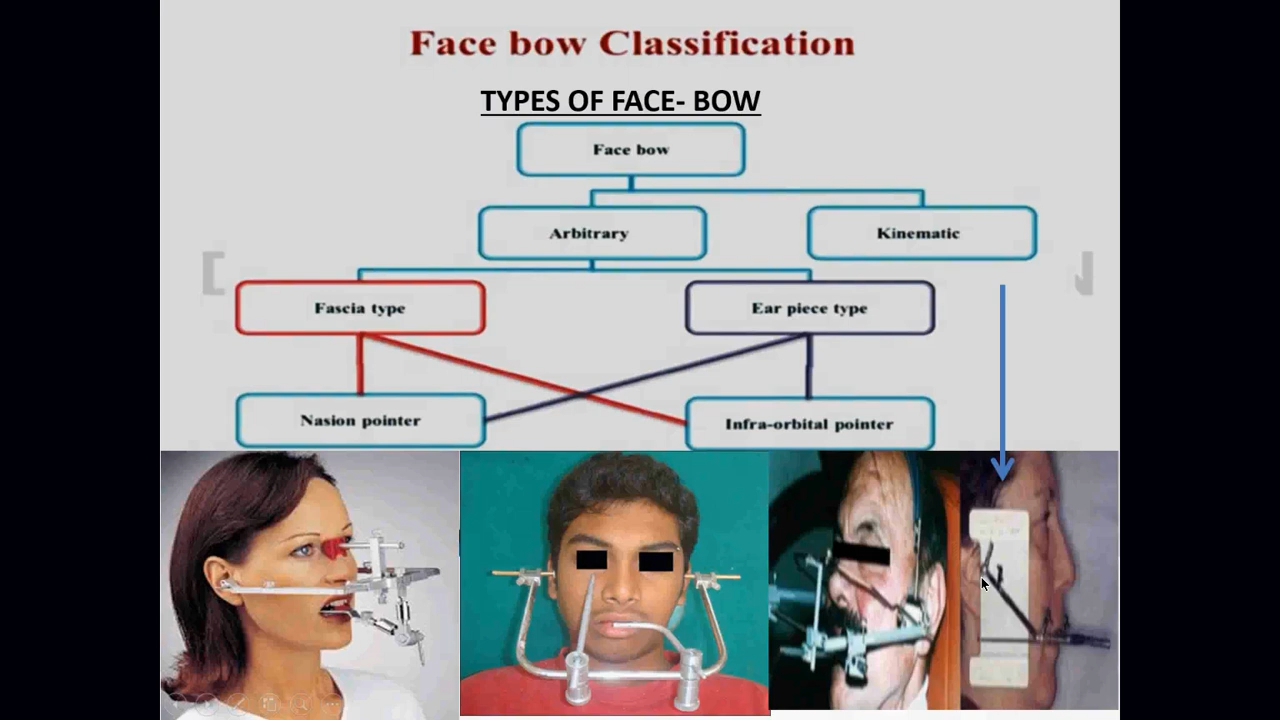 Face bow Classification
TYPES OF FACE- BOW
Face bow
Arbitrary
Kinematic
Fascia type
Ear piece type
Nasion pointer
Infra-orbital pointer